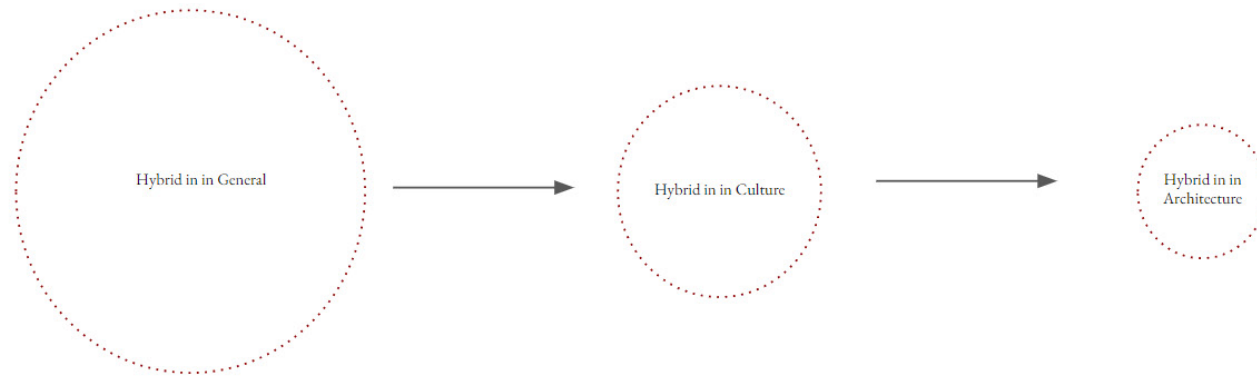 Hybrid in in General
Hybrid in in Culture
Hybrid in in
Architecture